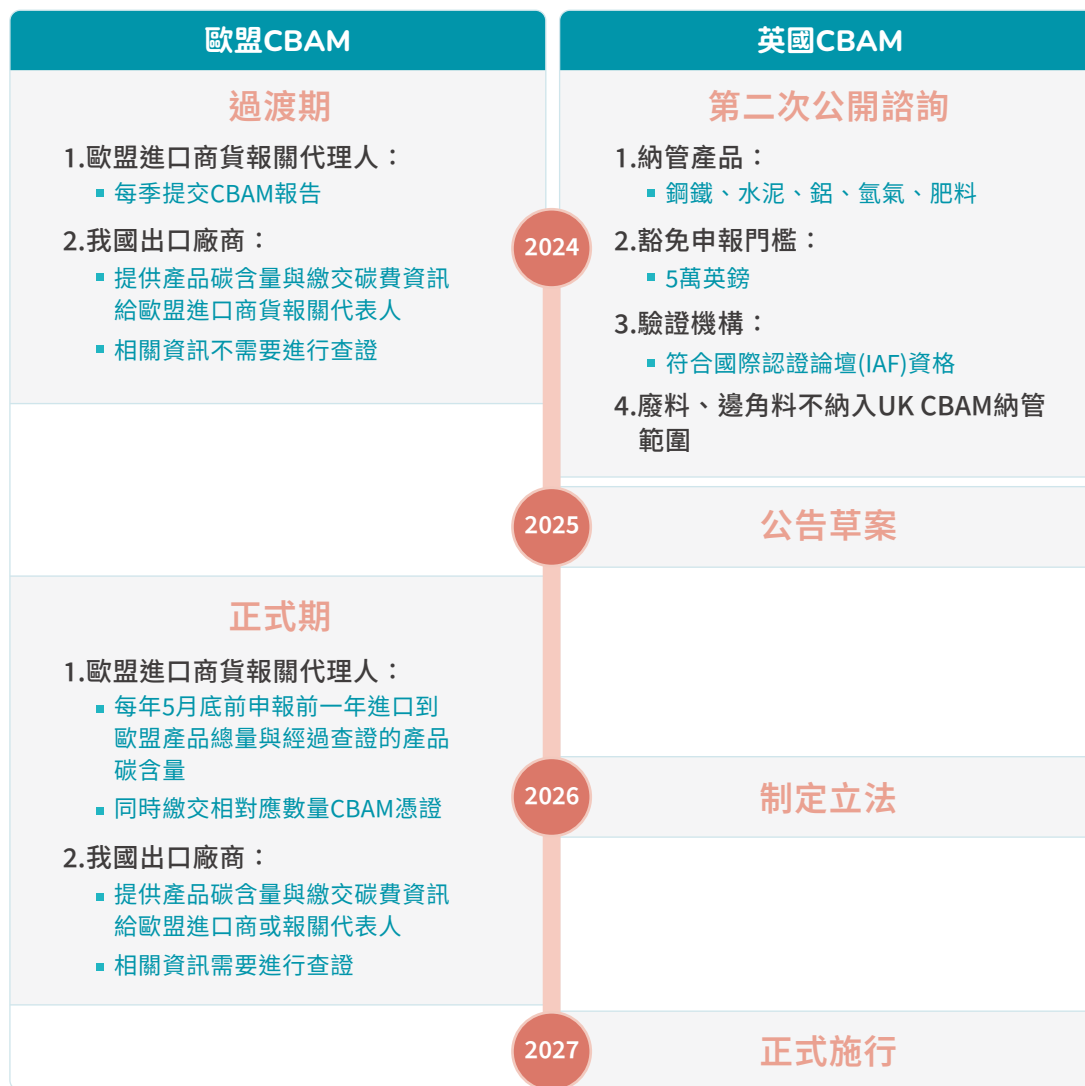 歐盟CBAM
過渡期
1.歐盟進口商貨報關代理人：
每季提交CBAM報告
2.我國出口廠商：
提供產品碳含量與繳交碳費資訊
給歐盟進口商貨報關代表人
相關資訊不需要進行查證
正式期
1.歐盟進口商貨報關代理人：
每年5月底前申報前一年進口到
歐盟產品總量與經過查證的產品
碳含量
同時繳交相對應數量CBAM憑證
2.我國出口廠商：
提供產品碳含量與繳交碳費資訊
給歐盟進口商或報關代表人
相關資訊需要進行查證
2024
2025
2026
2027
英國CBAM
第二次公開諮詢
1.納管產品：
鋼鐵、水泥、鋁、氫氣、肥料
2.豁免申報門檻：
5萬英鎊
3.驗證機構：
符合國際認證論壇(IAF)資格
4.廢料、邊角料不納入UK CBAM納管
範圍
公告草案
制定立法
正式施行